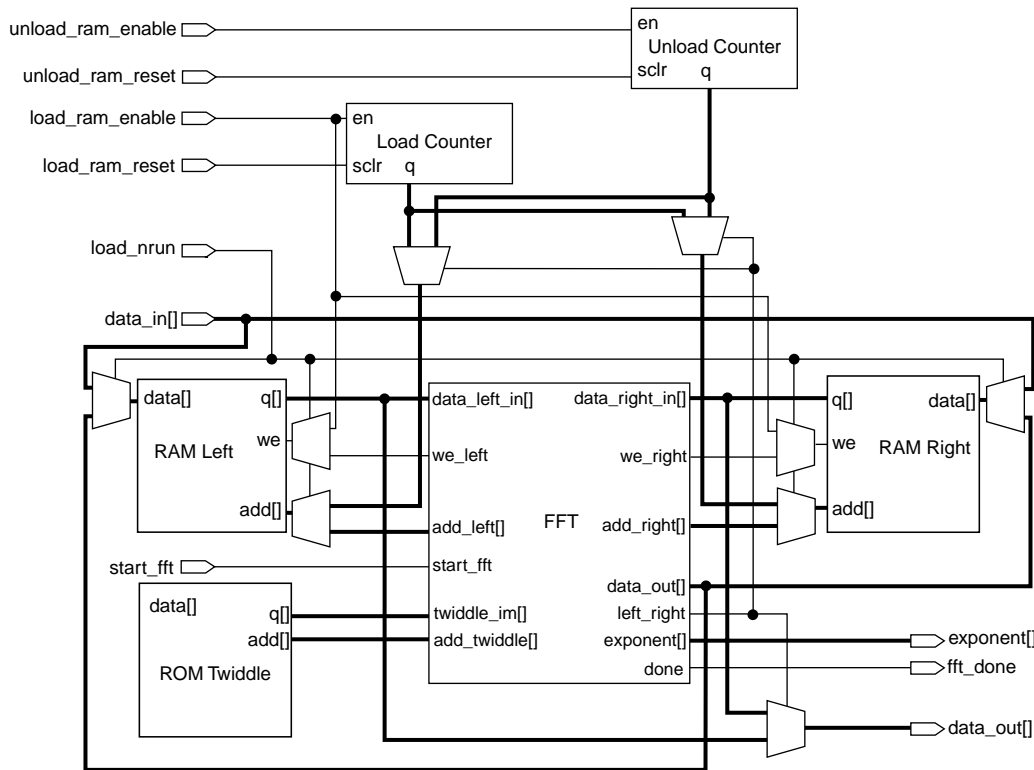 unload_ram_enable
en
Unload Counter
unload_ram_reset
sclr
q
load_ram_enable
en
Load Counter
load_ram_reset
sclr
q
load_nrun
data_in[]
data[]
q[]
we
RAM Left
add[]
data_left_in[]
data_right_in[]
we_left
we_right
FFT
add_left[]
add_right[]
start_fft
data_out[]
left_right
twiddle_im[]
add_twiddle[]
exponent[]
done
q[]
data[]
we
RAM Right
add[]
start_fft
data[]
q[]
add[]
ROM Twiddle
exponent[]
fft_done
data_out[]